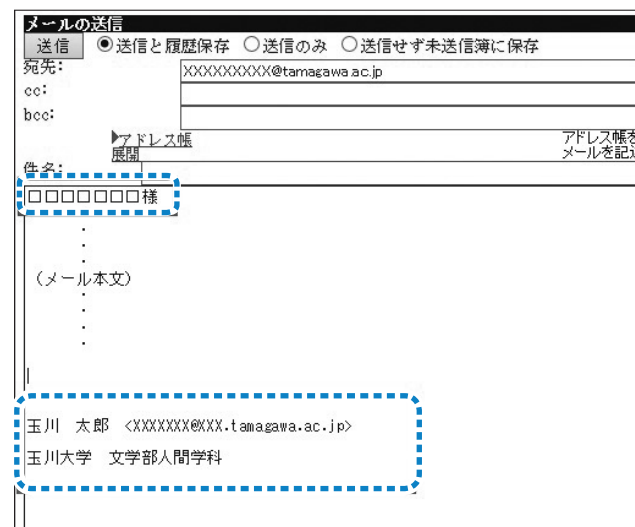 メールの送信
送信 送信と履歴保存 送信のみ 送信せず未送信簿に保存
宛先: XXXXXXXXXX@tamagawa.ac.jp
cc:
bcc:
アドレス帳 アドレス帳を
展開 メールを記述
件名:
□□□□□□□様
(メール本文)
玉川 太郎 <XXXXXXX@XXX.tamagawa.ac.jp>
玉川大学 文学部人間学科